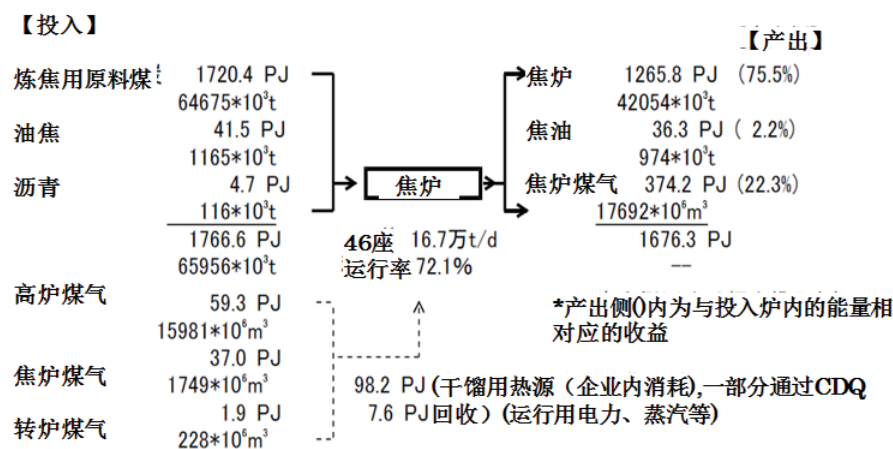 【投入】
【产出】
炼焦用原料煤 1720.4 PJ
64675*10³t
油焦 41.5 PJ
1165*10³t
沥青 4.7 PJ
116*10³t
1766.6 PJ
65956*10³t
高炉煤气 59.3 PJ
15981*10⁶m³
焦炉煤气 37.0 PJ
1749*10⁶m³
转炉煤气 1.9 PJ
228*10⁶m³
焦炉
46座 16.7万t/d
运行率 72.1%
焦炉 1265.8 PJ (75.5%)
42054*10³t
焦油 36.3 PJ ( 2.2%)
974*10³t
焦炉煤气 374.2 PJ (22.3%)
17692*10⁶m³
1676.3 PJ
--
*产出侧()内为与投入炉内的能量相
对应的收益
98.2 PJ (干馏用热源（企业内消耗),一部分通过CDQ
7.6 PJ 回收）(运行用电力、蒸汽等)